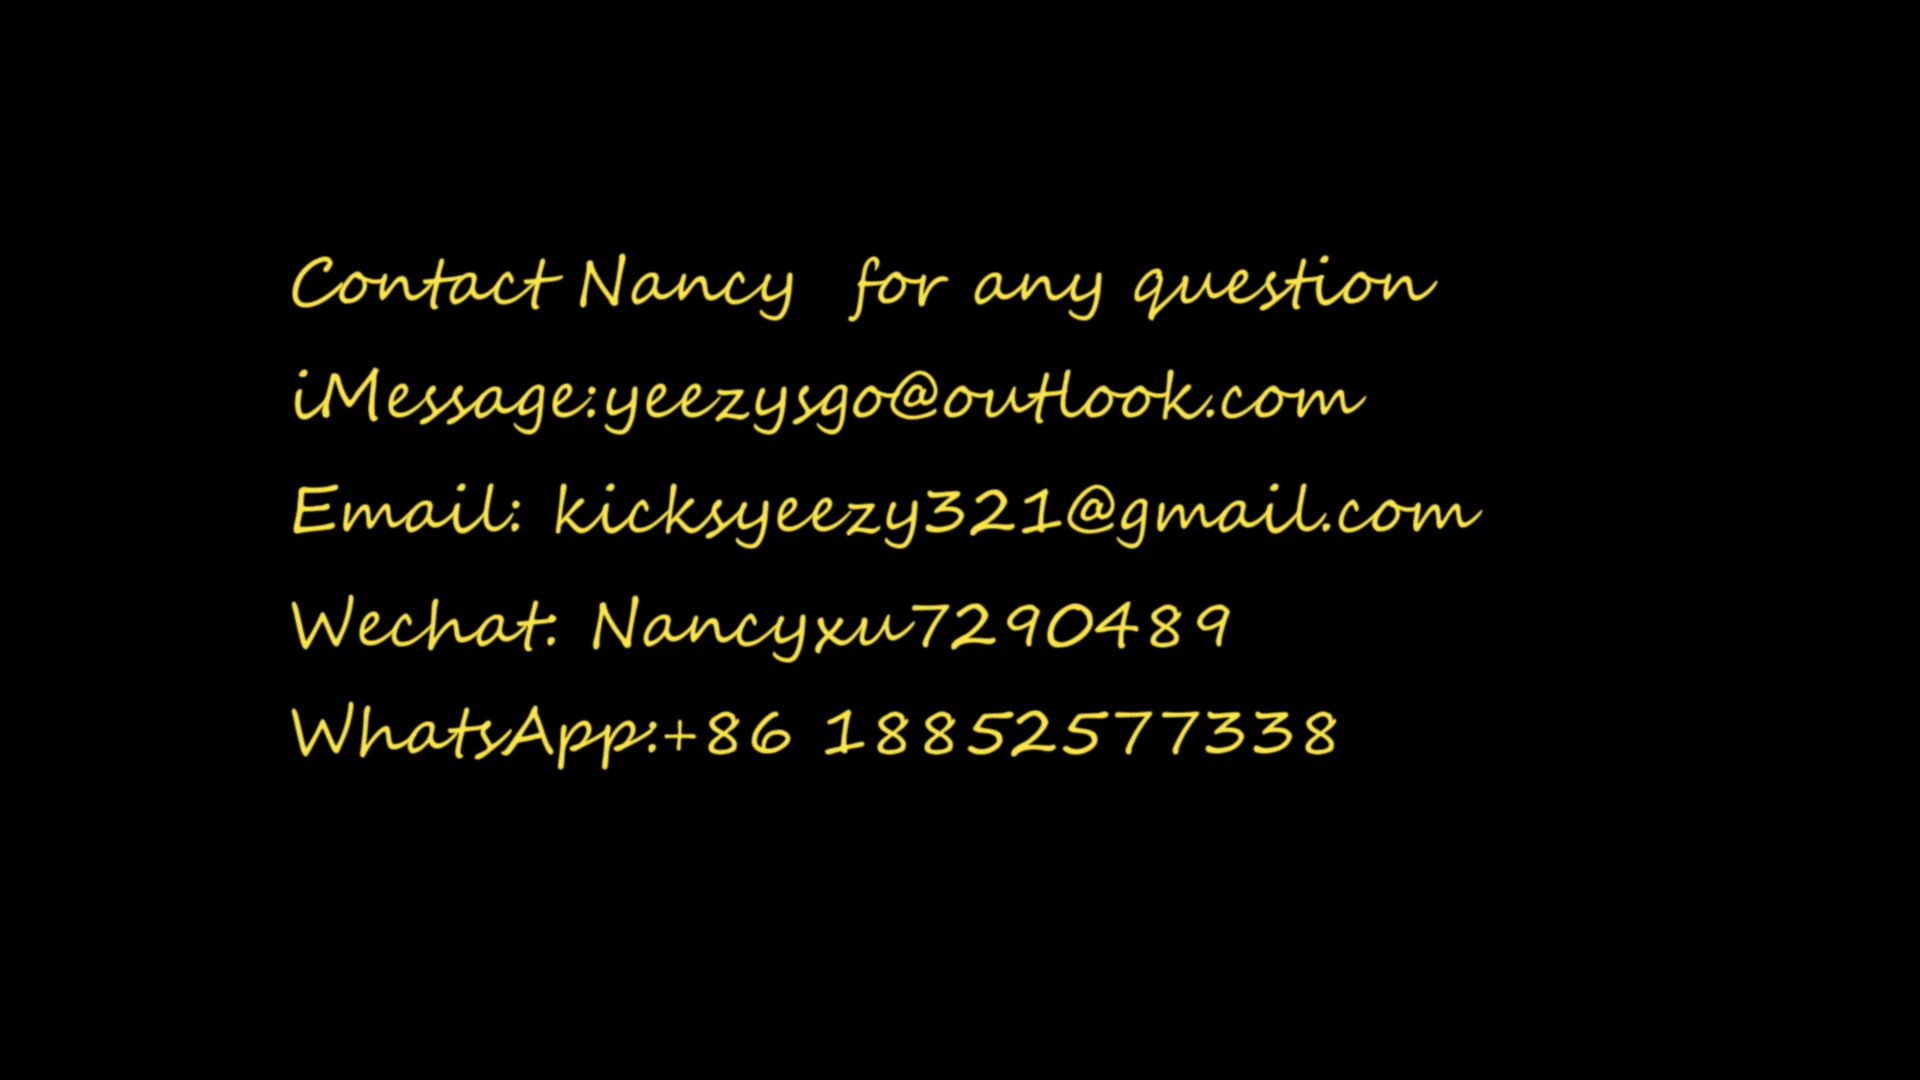 Contact Nancy  for any question
iMessage:yeezysgo@outlook.com
Email: kicksyeezy321@gmail.com
Wechat: Nancyxu7290489
WhatsApp:+86 18852577338